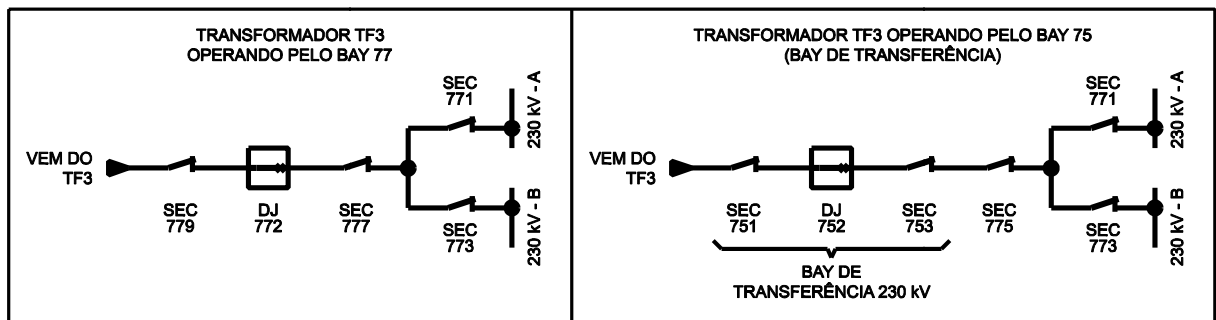 TRANSFORMADOR TF3
OPERANDO PELO BAY 77
SEC
771
230 kV - A
VEM DO
TF3
SEC
779
DJ
772
SEC
777
SEC
773
230 kV - B
TRANSFORMADOR TF3 OPERANDO PELO BAY 75
(BAY DE TRANSFERÊNCIA)
SEC
771
230 kV - A
VEM DO
TF3
SEC
751
DJ
752
SEC
753
SEC
775
SEC
773
230 kV - B
BAY DE
TRANSFERÊNCIA 230 kV